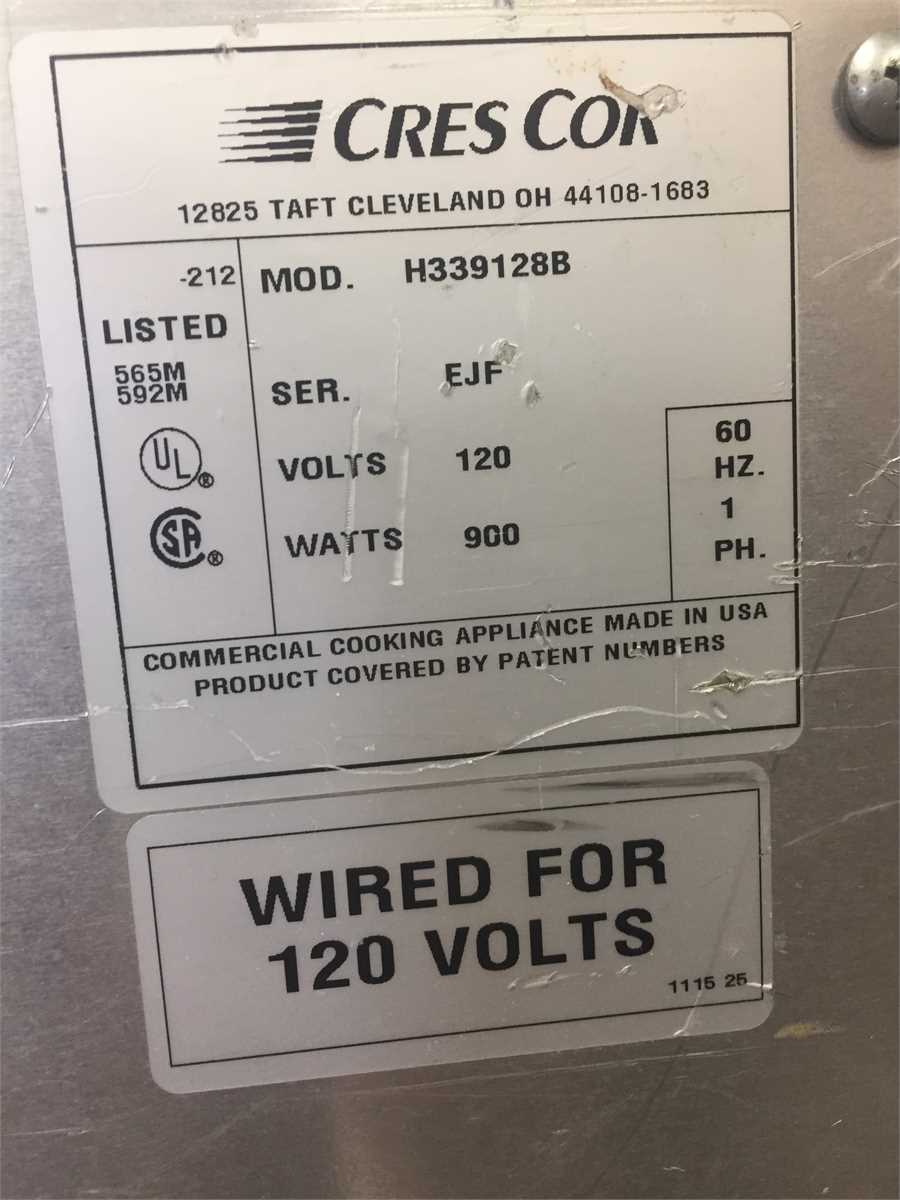 CRES COR
12825 TAFT CLEVELAND OH 44108-1683
-212
LISTED
565M
592M
UL®
SA®
MOD. H339128B
SER. EJF
VOLTS 120
WATTS 900
60
HZ.
1
PH.
COMMERCIAL COOKING APPLIANCE MADE IN USA
PRODUCT COVERED BY PATENT NUMBERS
WIRED FOR
120 VOLTS
1115 25